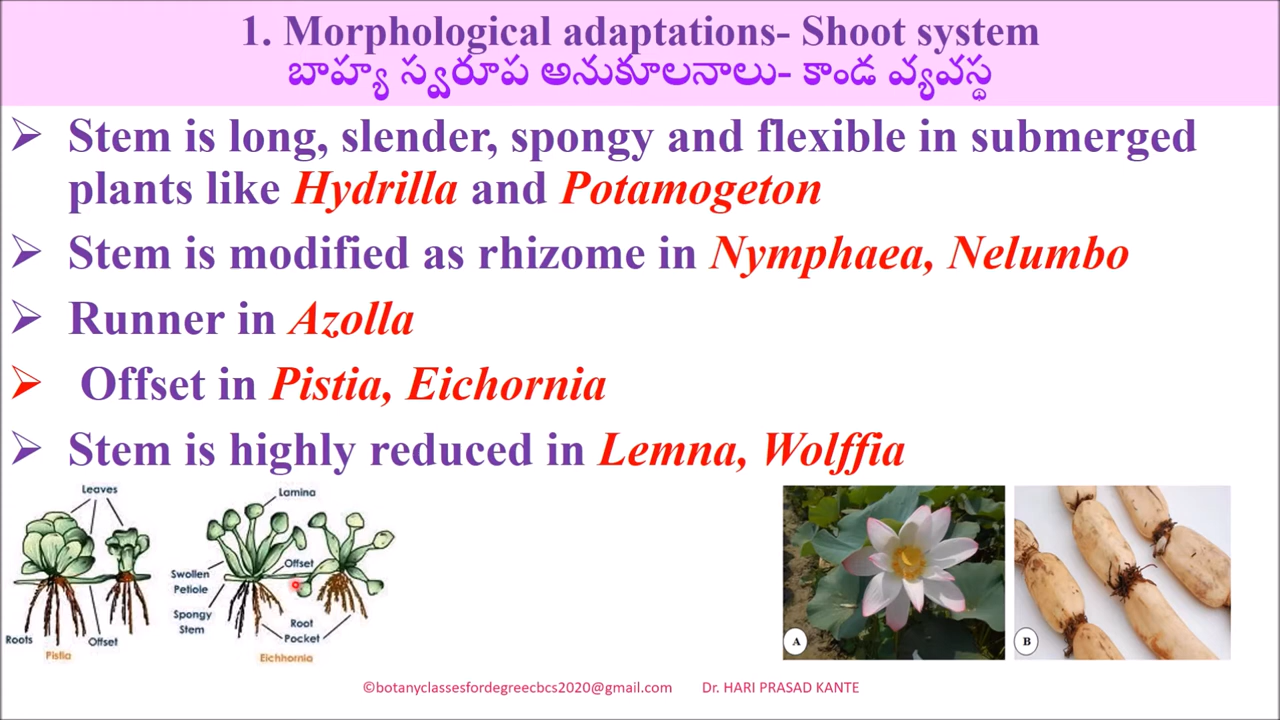 1. Morphological adaptations- Shoot system
బాహ్య స్వరూప అనుకూలనాలు- కాండ వ్యవస్థ
➢ Stem is long, slender, spongy and flexible in submerged
plants like Hydrilla and Potamogeton
➢ Stem is modified as rhizome in Nymphaea, Nelumbo
➢ Runner in Azolla
➢ Offset in Pistia, Eichornia
➢ Stem is highly reduced in Lemna, Wolffia
Leaves
Roots
Offset
Pistia
Lamina
Offset
Swollen
Petiole
Spongy
Stem
Root
Pocket
Eichhornia
A
B
©botanyclassesfordegreecbcs2020@gmail.com Dr. HARI PRASAD KANTE